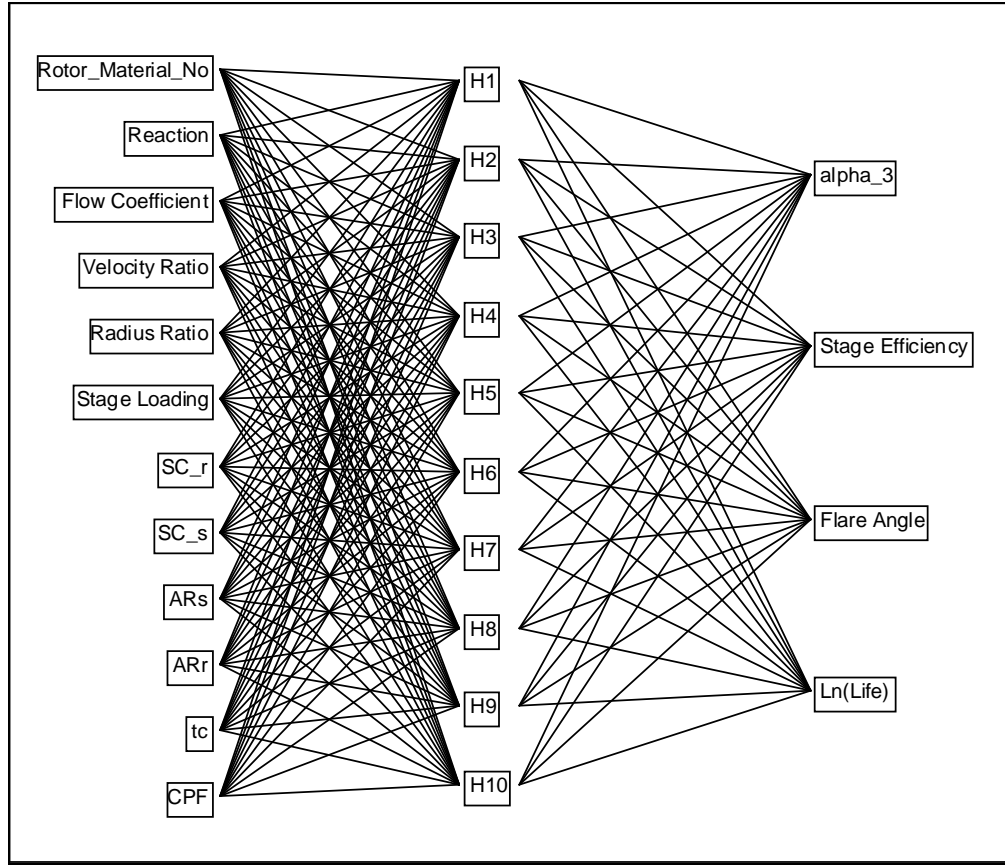 Rotor_Material_No
Reaction
Flow Coefficient
Velocity Ratio
Radius Ratio
Stage Loading
SC_r
SC_s
ARs
ARr
tc
CPF
H1
H2
H3
H4
H5
H6
H7
H8
H9
H10
alpha_3
Stage Efficiency
Flare Angle
Ln(Life)